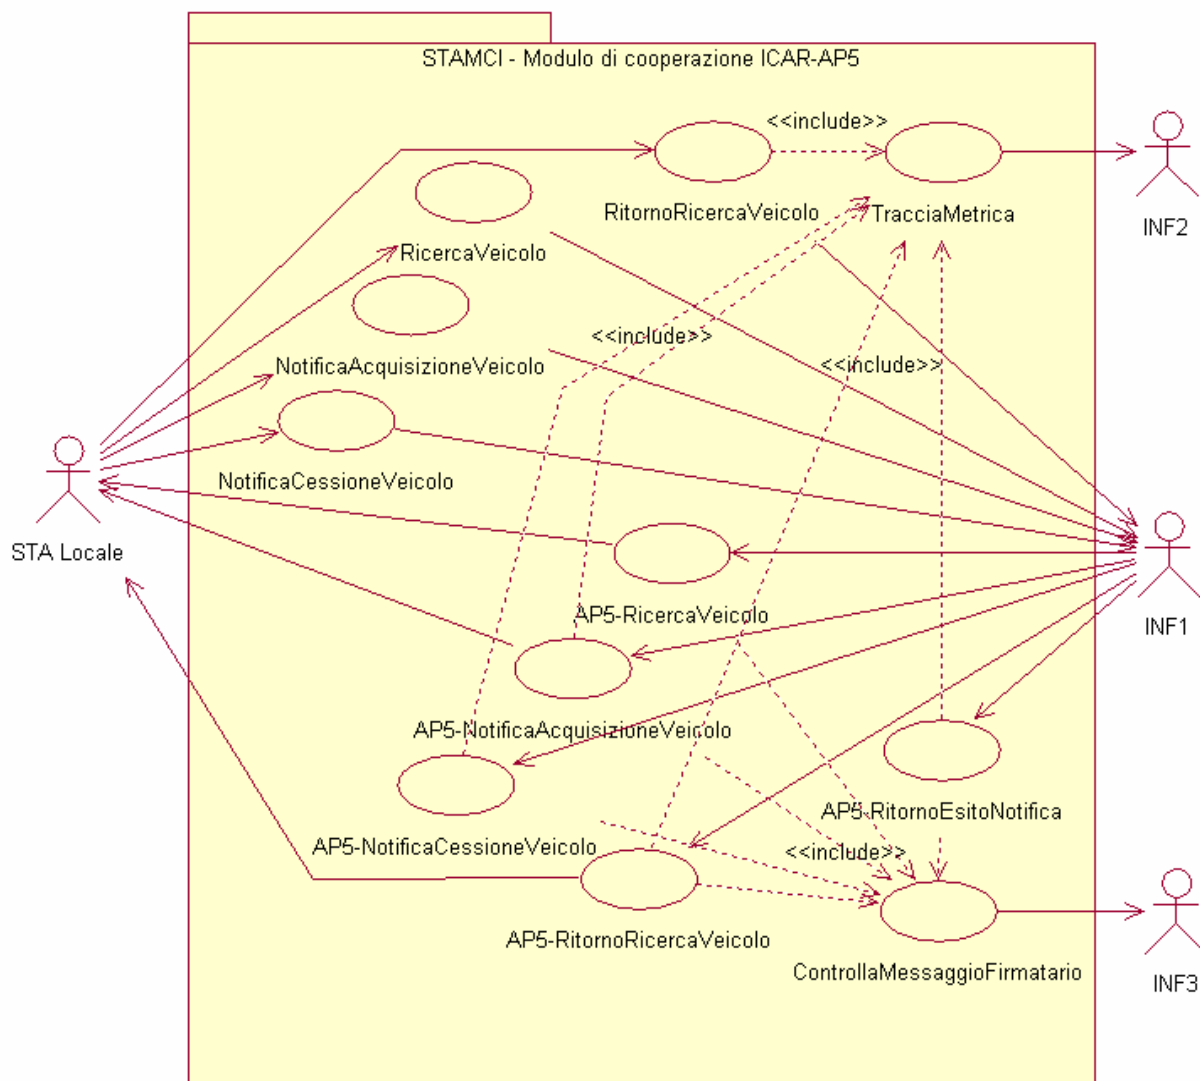 STAMCI - Modulo di cooperazione ICAR-AP5
<<include>>
RitornoRicercaVeicolo
TracciaMetrica
INF2
RicercaVeicolo
<<include>>
<<include>>
NotificaAcquisizioneVeicolo
NotificaCessioneVeicolo
STA Locale
AP5-RicercaVeicolo
INF1
AP5-NotificaAcquisizioneVeicolo
AP5-RitornoEsitoNotifica
AP5-NotificaCessioneVeicolo
<<include>>
AP5-RitornoRicercaVeicolo
ControllaMessaggioFirmatario
INF3